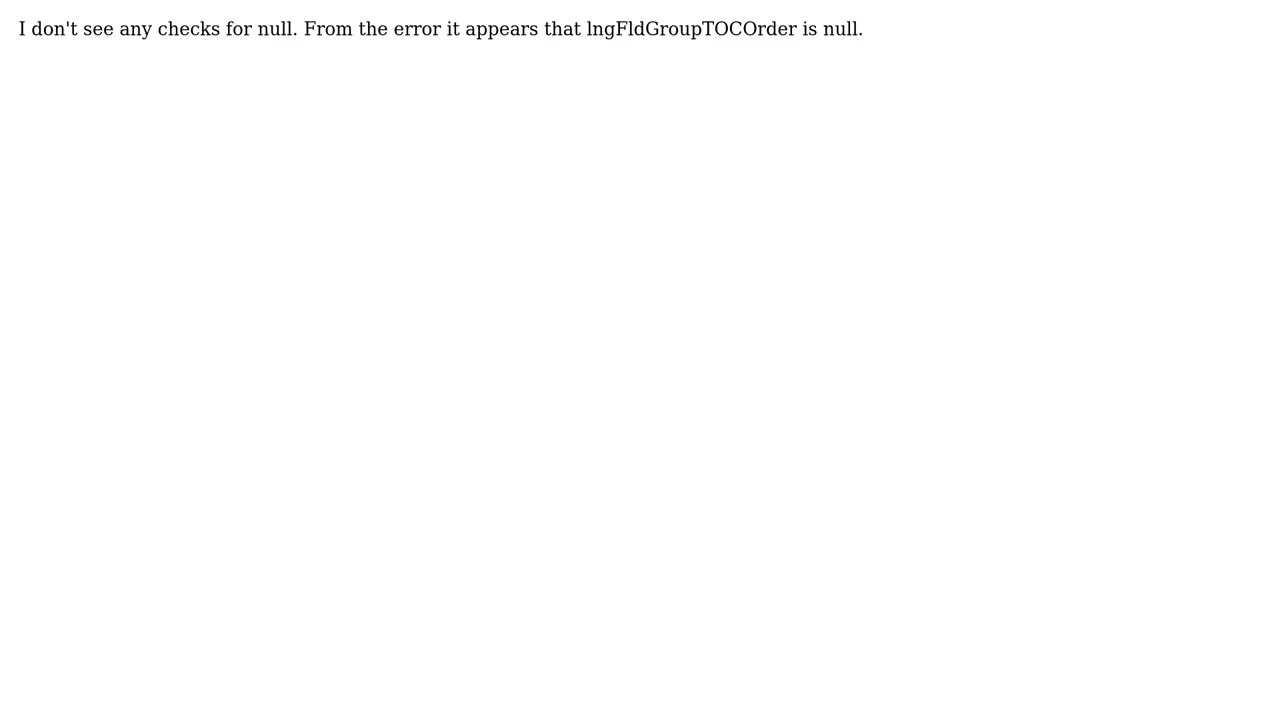 I don't see any checks for null. From the error it appears that lngFldGroupTOCOrder is null.